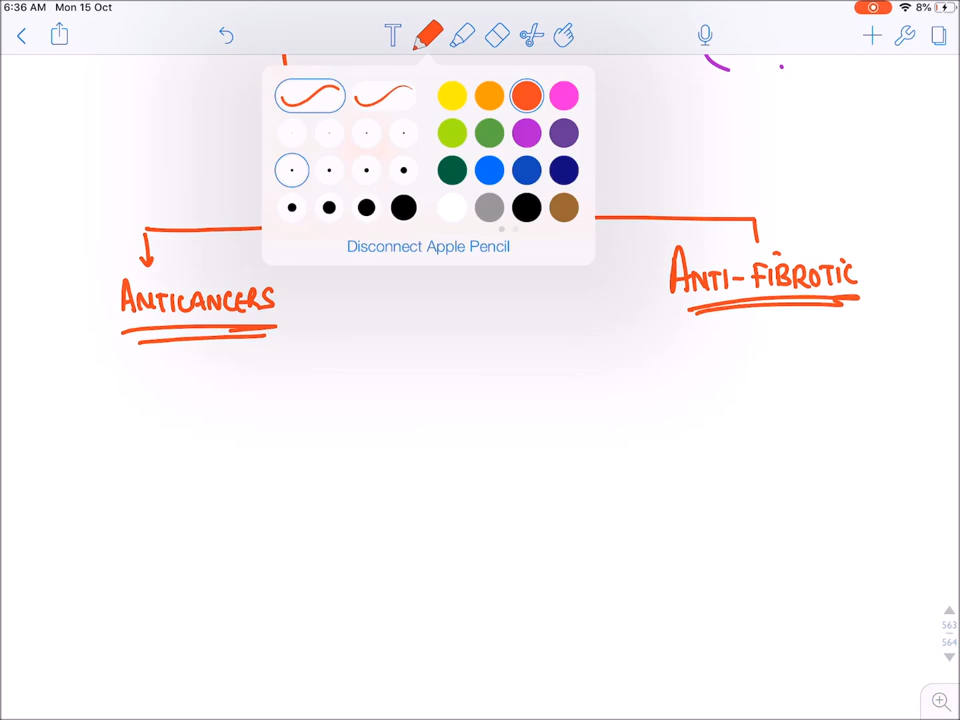 6:36 AM Mon 15 Oct 8%
T
Disconnect Apple Pencil
ANTI-FIBROTIC
ANTICANCERS
563
564